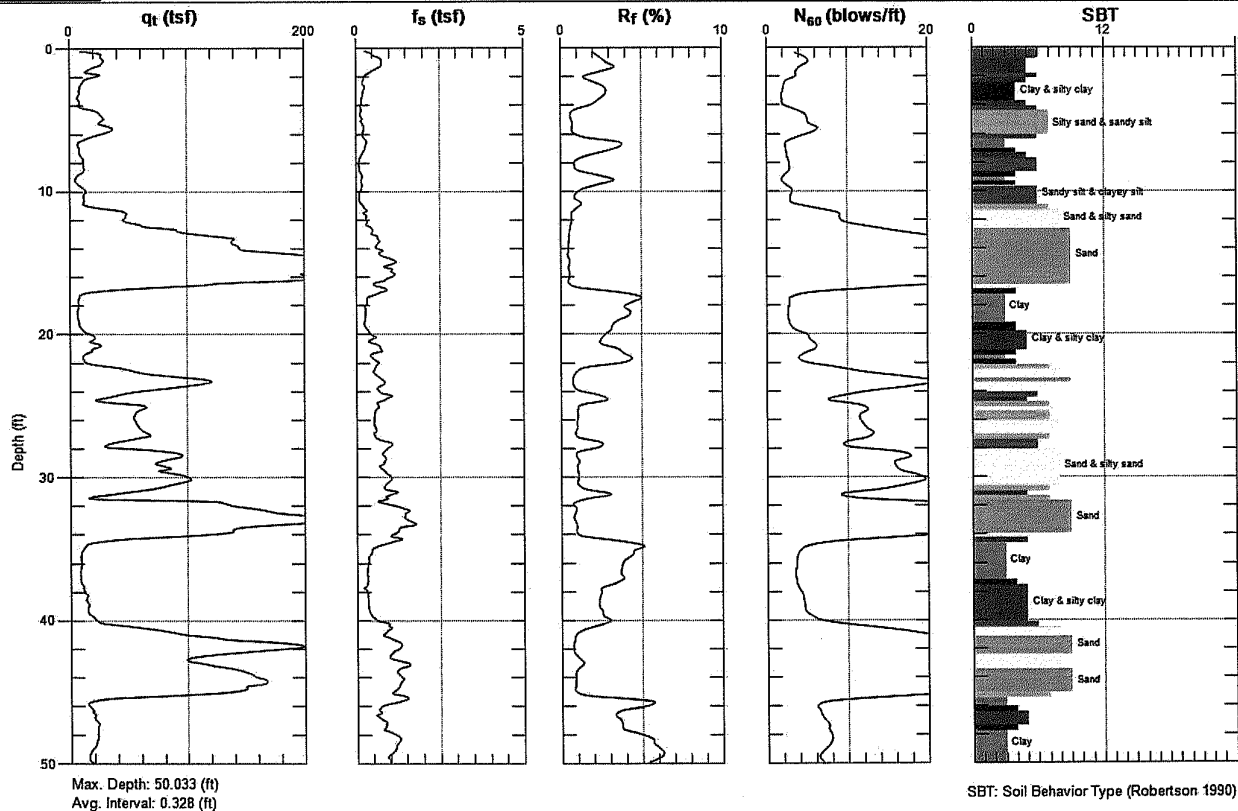 qt (tsf) fs (tsf) Rf (%) N60 (blows/ft) SBT
0 200 0 5 0 10 0 20 0 12
0
Clay & silty clay
Silty sand & sandy silt
10
Sandy silt & clayey silt
Sand & silty sand
Sand
Clay
20
Clay & silty clay
Depth (ft)
Sand & silty sand
30
Sand
Clay
Clay & silty clay
40
Sand
Sand
Clay
50
Max. Depth: 50.033 (ft)
Avg. Interval: 0.328 (ft)
SBT: Soil Behavior Type (Robertson 1990)